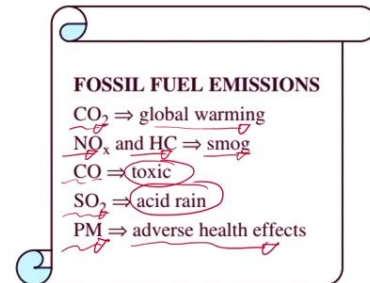 FOSSIL FUEL EMISSIONS
CO₂ ⇒ global warming
NOₓ and HC ⇒ smog
CO ⇒ toxic
SO₂ ⇒ acid rain
PM ⇒ adverse health effects